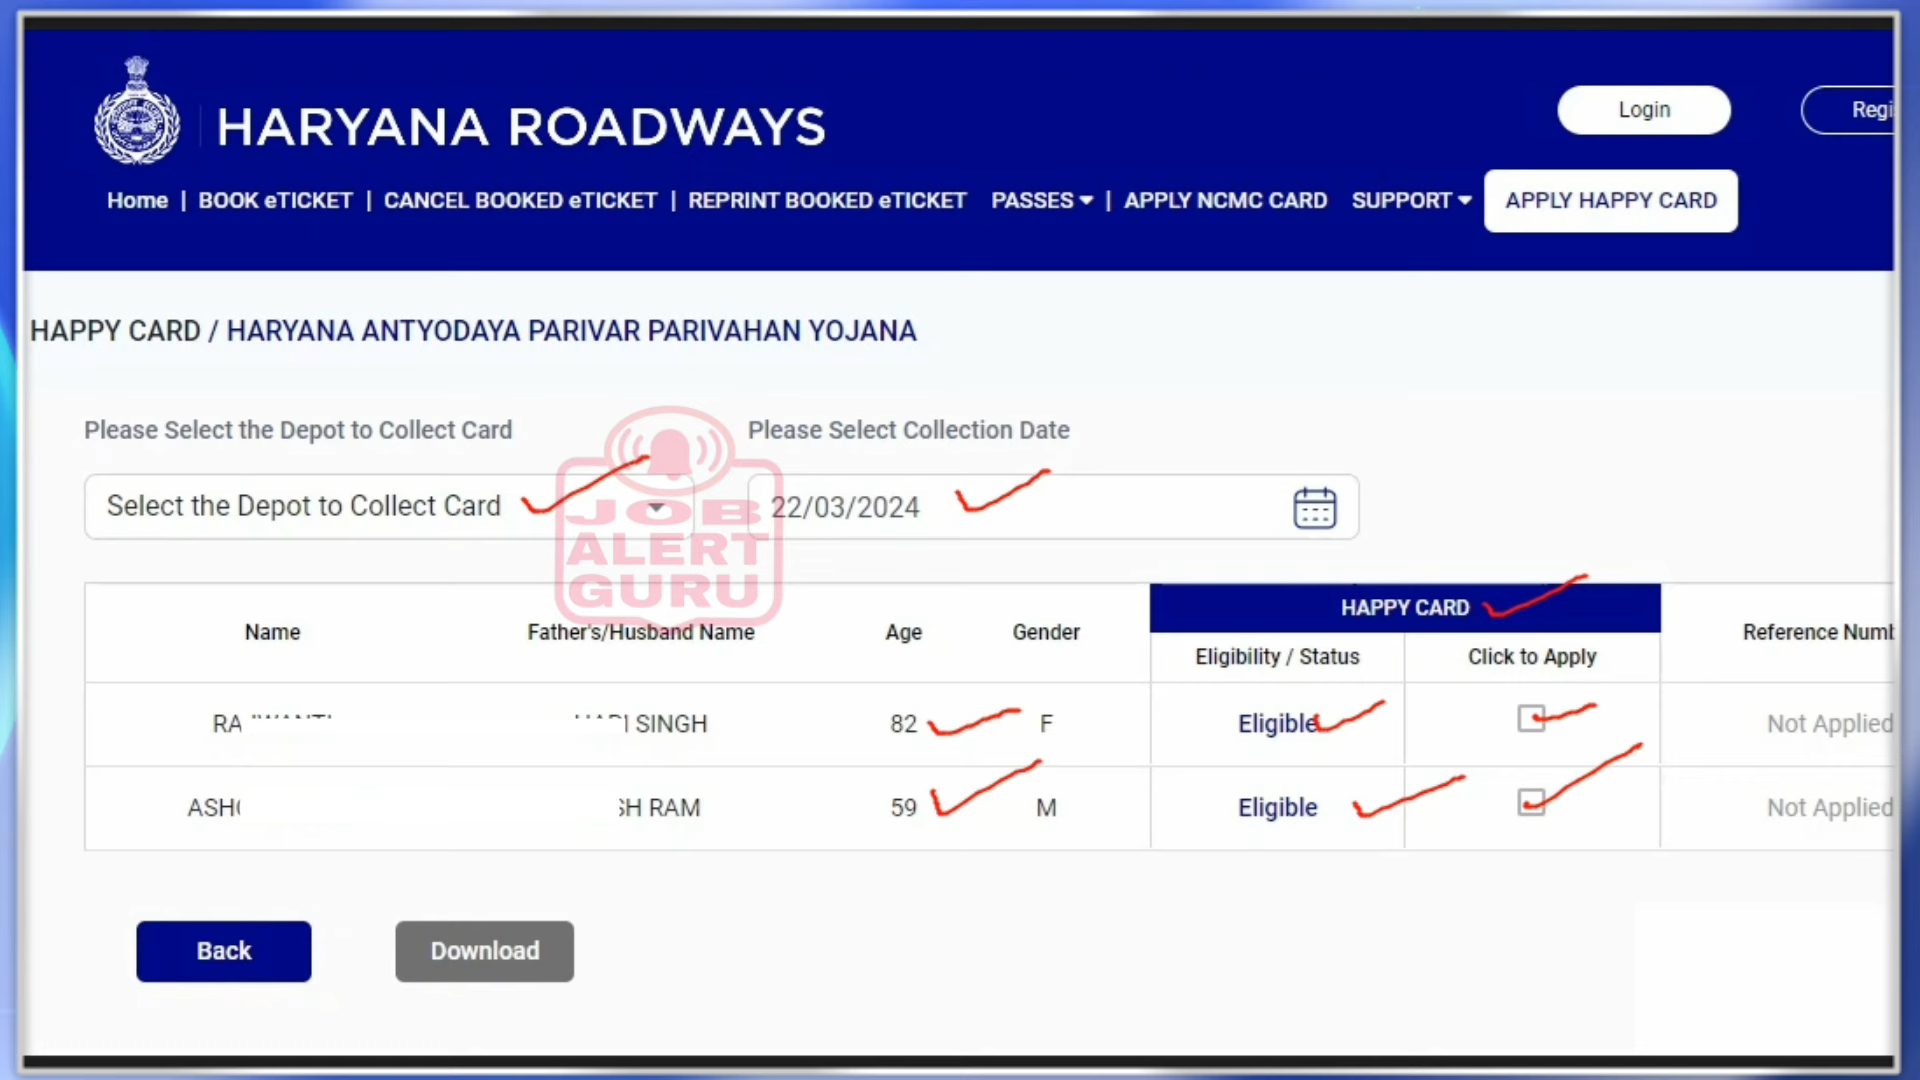 HARYANA ROADWAYS
Login
Regi
Home | BOOK eTICKET | CANCEL BOOKED eTICKET | REPRINT BOOKED eTICKET PASSES | APPLY NCMC CARD SUPPORT APPLY HAPPY CARD
HAPPY CARD / HARYANA ANTYODAYA PARIVAR PARIVAHAN YOJANA
Please Select the Depot to Collect Card Please Select Collection Date
Select the Depot to Collect Card 22/03/2024
JOB
ALERT
GURU
HAPPY CARD
Name Father's/Husband Name Age Gender Reference Numb
Eligibility / Status Click to Apply
RA SINGH 82 F Eligible Not Applied
ASH RAM 59 M Eligible Not Applied
Back Download